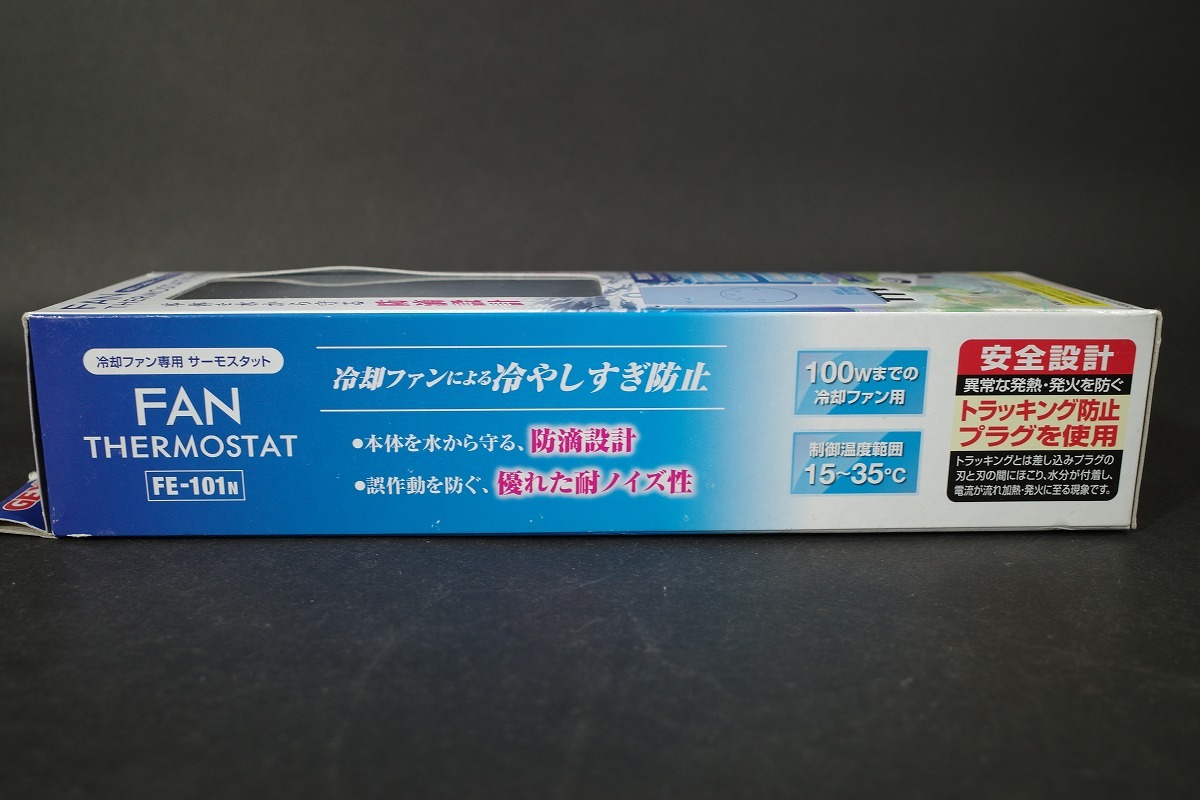 FAN
THERMOSTAT
防滴設計
冷却ファン専用 サーモスタット
FAN
THERMOSTAT
FE-101N
冷却ファンによる冷やしすぎ防止
●本体を水から守る、防滴設計
●誤作動を防ぐ、優れた耐ノイズ性
100Wまでの
冷却ファン用
制御温度範囲
15~35℃
安全設計
異常な発熱・発火を防ぐ
トラッキング防止
プラグを使用
トラッキングとは差し込みプラグの
刃と刃の間にほこり、水分が付着し、
電流が流れ加熱・発火に至る現象です。